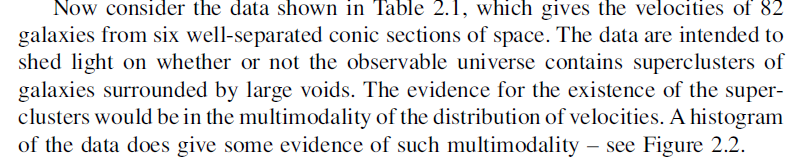 Now consider the data shown in Table 2.1, which gives the velocities of 82
galaxies from six well-separated conic sections of space. The data are intended to
shed light on whether or not the observable universe contains superclusters of
galaxies surrounded by large voids. The evidence for the existence of the super-
clusters would be in the multimodality of the distribution of velocities. A histogram
of the data does give some evidence of such multimodality – see Figure 2.2.